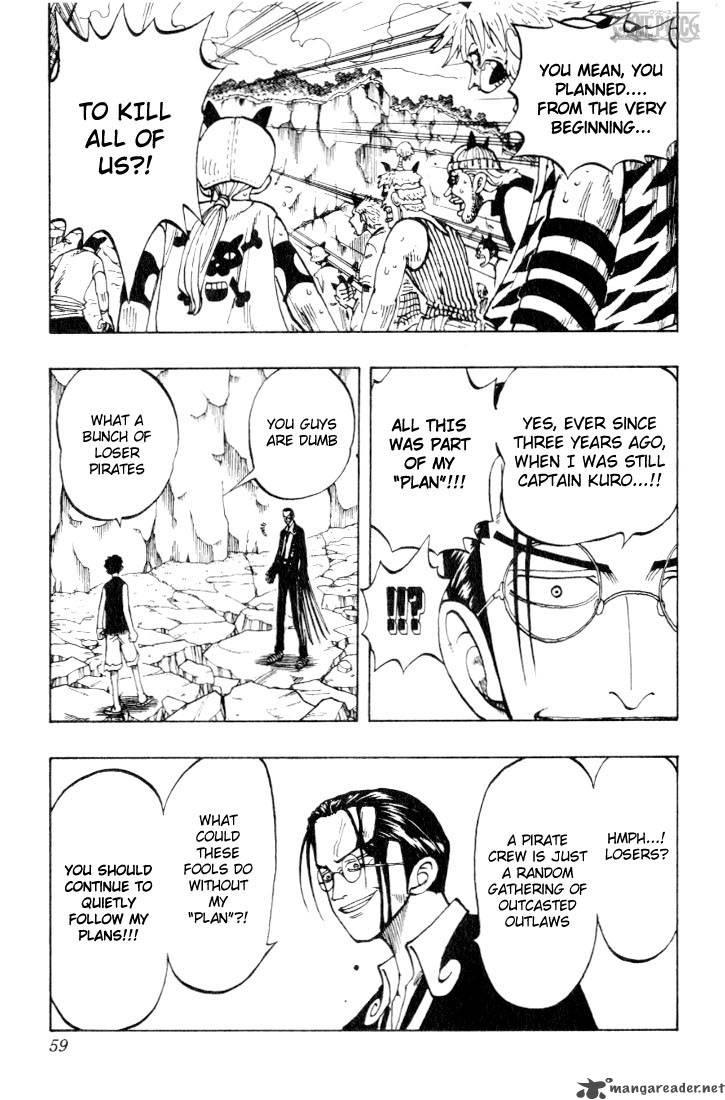 ONE PIECE
YOU MEAN, YOU
PLANNED....
FROM THE VERY
BEGINNING...
TO KILL
ALL OF
US?!
YES, EVER SINCE
THREE YEARS AGO,
WHEN I WAS STILL
CAPTAIN KURO...!!
ALL THIS
WAS PART
OF MY
"PLAN"!!!
!!?
YOU GUYS
ARE DUMB
WHAT A
BUNCH OF
LOSER
PIRATES
HMPH...!
LOSERS?
A PIRATE
CREW IS JUST
A RANDOM
GATHERING OF
OUTCASTED
OUTLAWS
WHAT
COULD
THESE
FOOLS DO
WITHOUT
MY
"PLAN"?!
YOU SHOULD
CONTINUE TO
QUIETLY
FOLLOW MY
PLANS!!!
59
mangareader.net